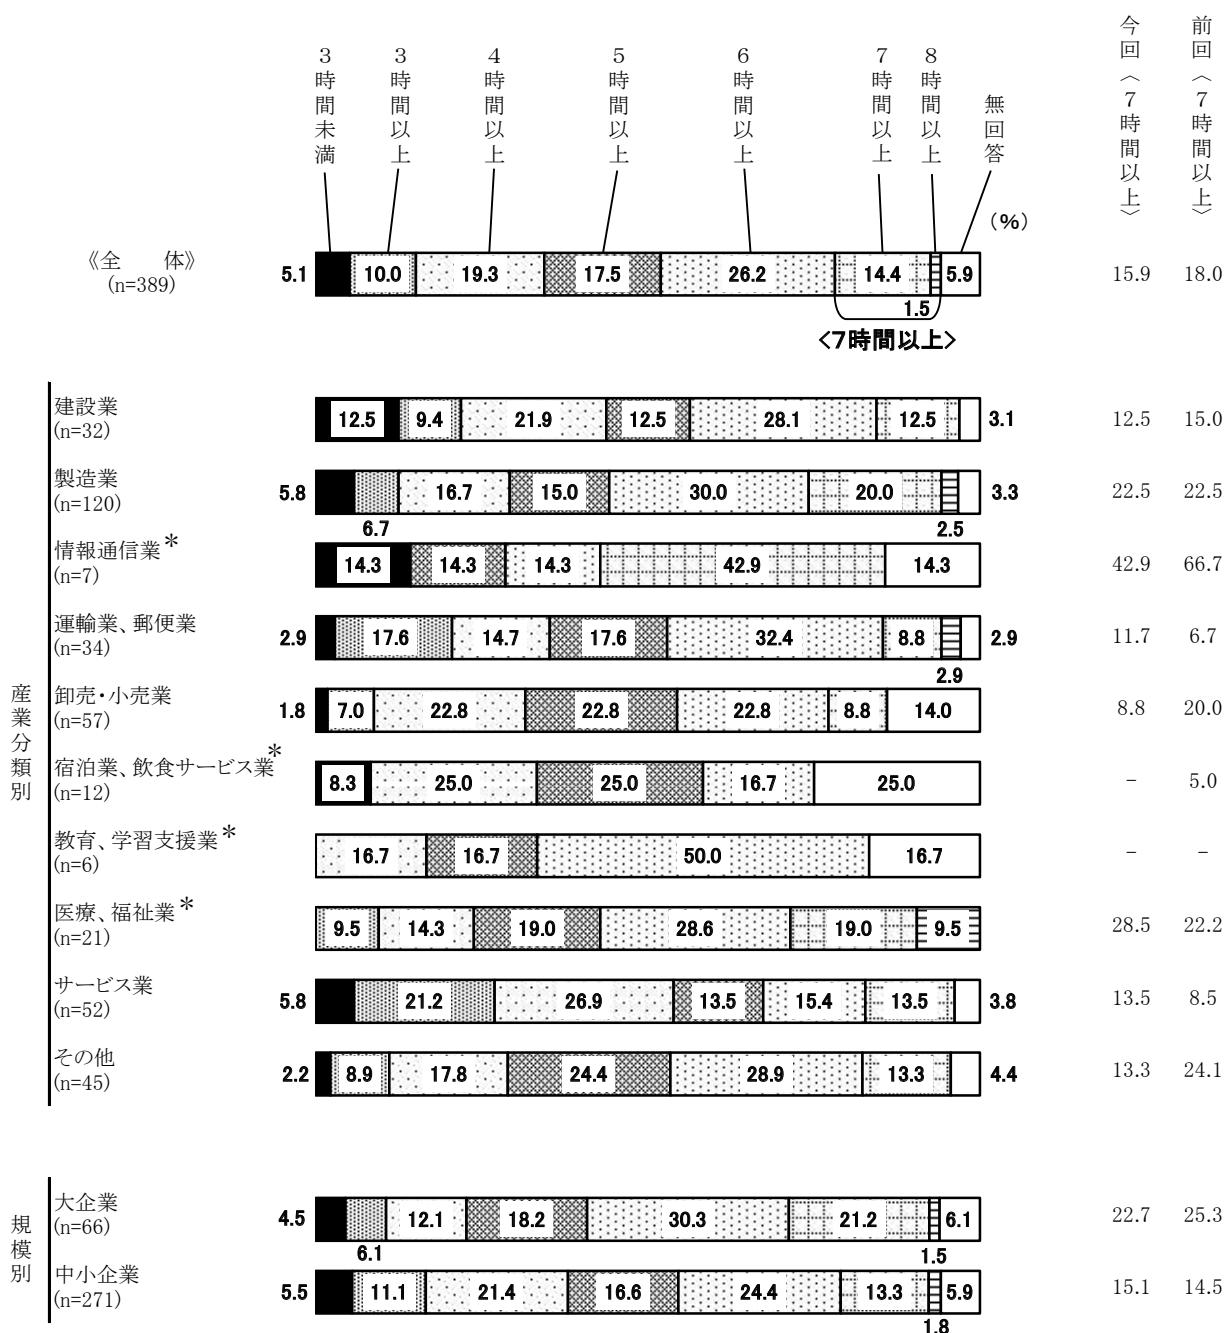 3時間未満
3時間以上
4時間以上
5時間以上
6時間以上
7時間以上
8時間以上
無回答
今回〈7時間以上〉
前回〈7時間以上〉
(%)
《全　体》
(n=389)
5.1 10.0 19.3 17.5 26.2 14.4 1.5 5.9 15.9 18.0
<7時間以上>
産業分類別
建設業
(n=32)
12.5 9.4 21.9 12.5 28.1 12.5 3.1 12.5 15.0
製造業
(n=120)
5.8 6.7 16.7 15.0 30.0 20.0 2.5 3.3 22.5 22.5
情報通信業*
(n=7)
14.3 14.3 14.3 42.9 14.3 42.9 66.7
運輸業、郵便業
(n=34)
2.9 17.6 14.7 17.6 32.4 8.8 2.9 2.9 11.7 6.7
卸売・小売業
(n=57)
1.8 7.0 22.8 22.8 22.8 8.8 14.0 8.8 20.0
宿泊業、飲食サービス業*
(n=12)
8.3 25.0 25.0 16.7 25.0 − 5.0
教育、学習支援業*
(n=6)
16.7 16.7 50.0 16.7 − −
医療、福祉業*
(n=21)
9.5 14.3 19.0 28.6 19.0 9.5 28.5 22.2
サービス業
(n=52)
5.8 21.2 26.9 13.5 15.4 13.5 3.8 13.5 8.5
その他
(n=45)
2.2 8.9 17.8 24.4 28.9 13.3 4.4 13.3 24.1
規模別
大企業
(n=66)
4.5 6.1 12.1 18.2 30.3 21.2 1.5 6.1 22.7 25.3
中小企業
(n=271)
5.5 11.1 21.4 16.6 24.4 13.3 1.8 5.9 15.1 14.5